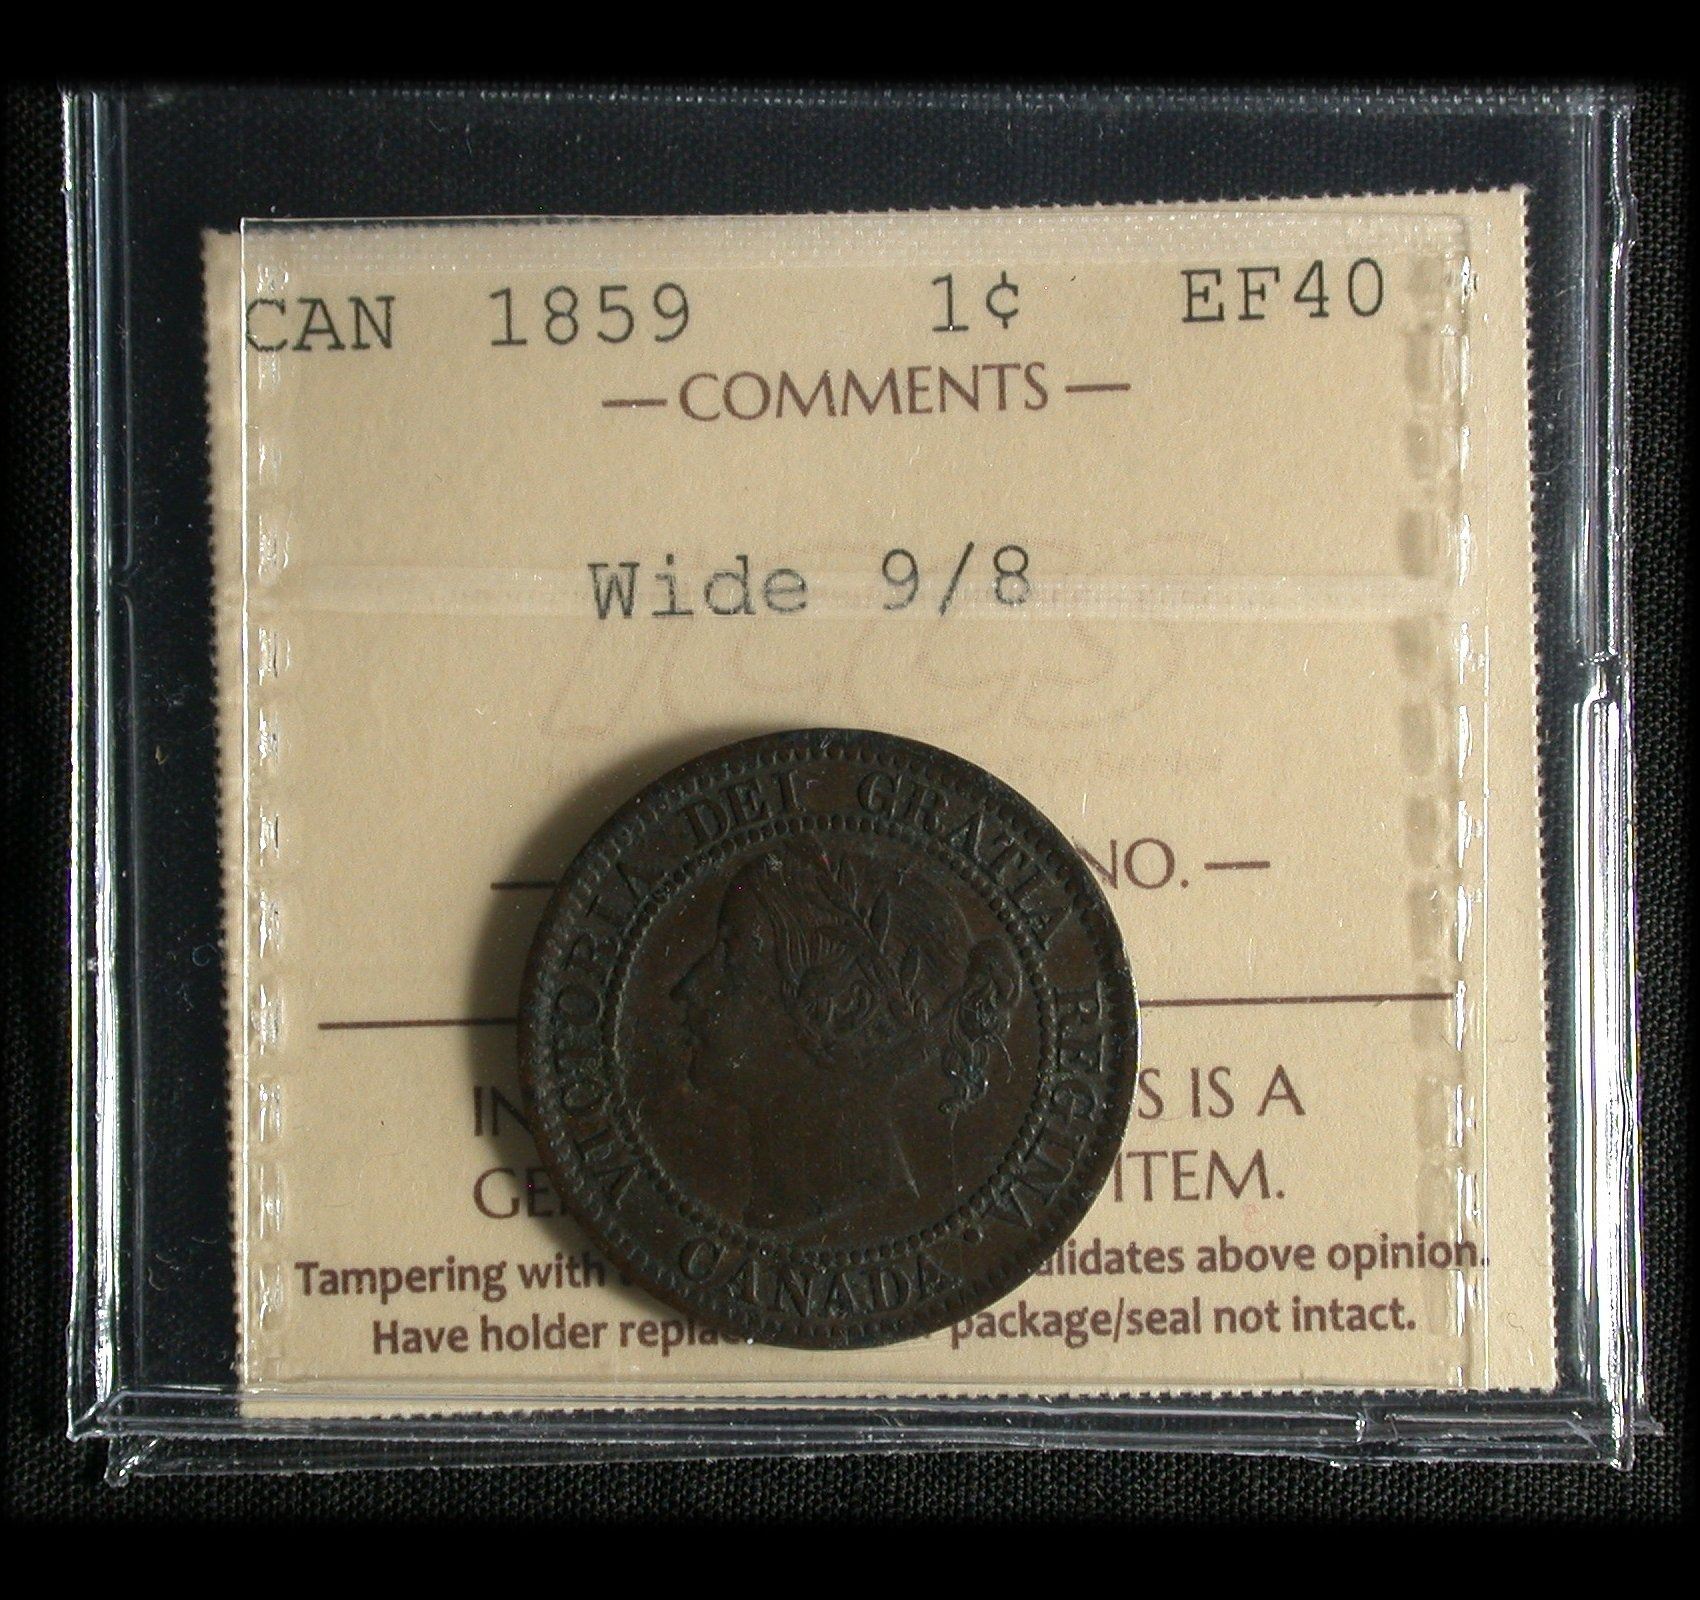 CAN 1859 1¢ EF40
—COMMENTS—
Wide 9/8
ICCS
— NO.—
IN S IS A
GE ITEM.
Tampering with alidates above opinion.
Have holder repla package/seal not intact.
VICTORIA DEI GRATIA REGINA.
CANADA